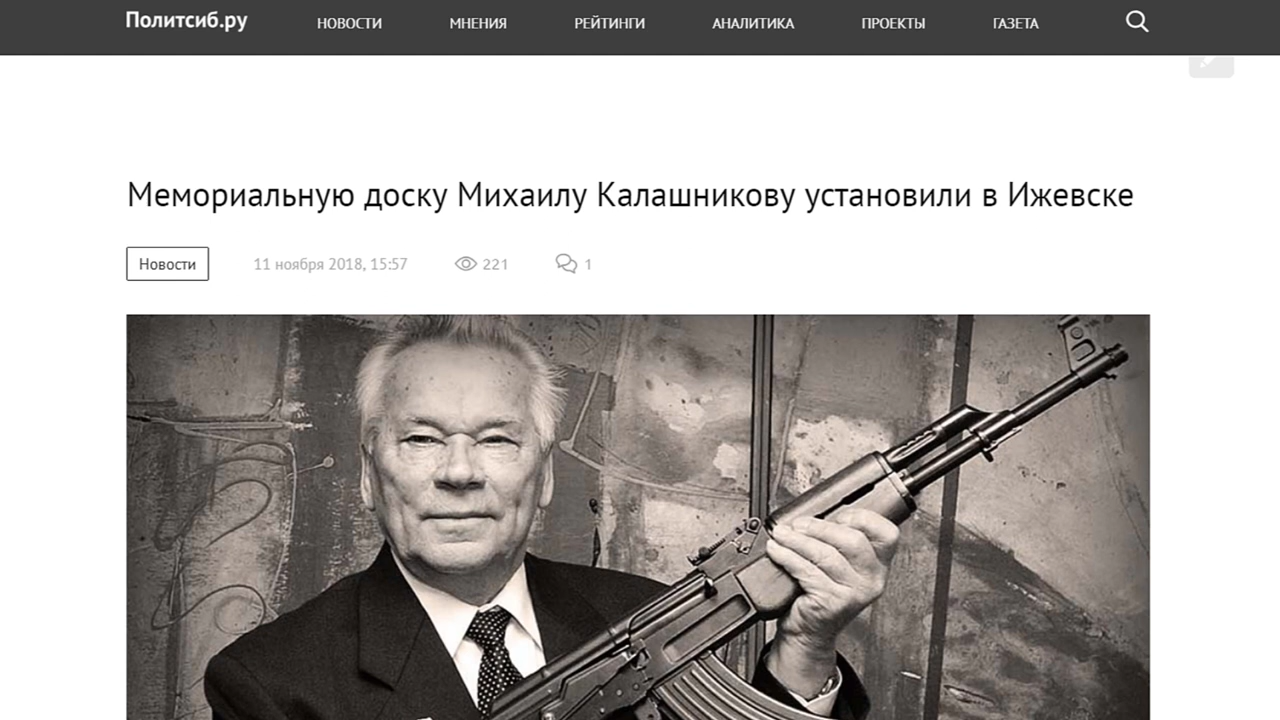 Политсиб.ру НОВОСТИ МНЕНИЯ РЕЙТИНГИ АНАЛИТИКА ПРОЕКТЫ ГАЗЕТА
Мемориальную доску Михаилу Калашникову установили в Ижевске
Новости 11 ноября 2018, 15:57 221 1